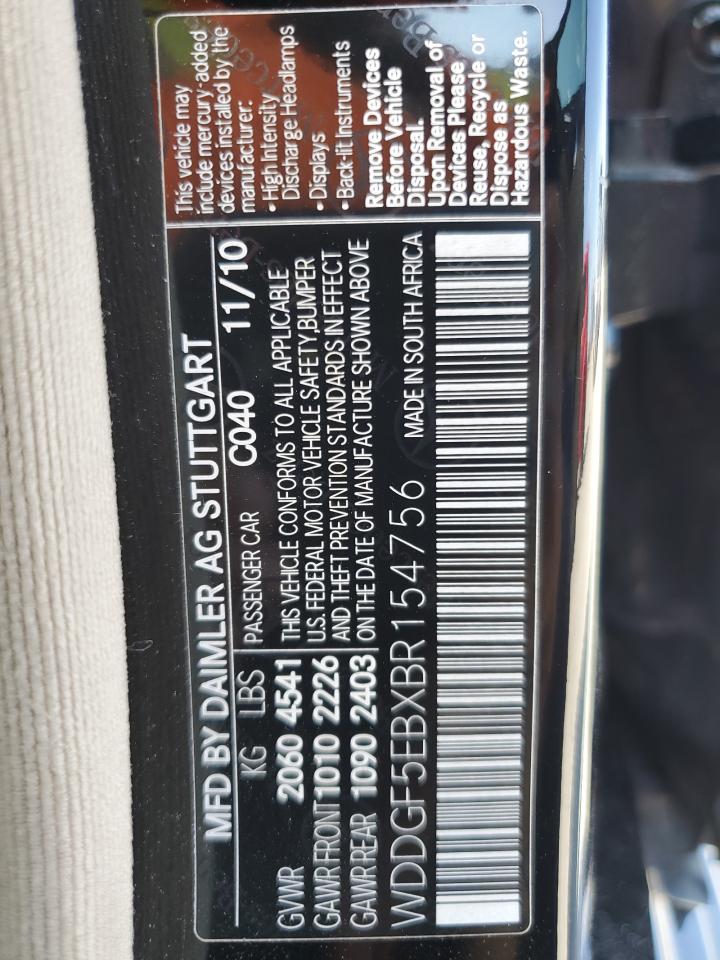 MFD BY DAIMLER AG STUTTGART
KG LBS PASSENGER CAR C040 11/10
GVWR 2060 4541
GAWR FRONT 1010 2226
GAWR REAR 1090 2403
THIS VEHICLE CONFORMS TO ALL APPLICABLE
U.S. FEDERAL MOTOR VEHICLE SAFETY,BUMPER
AND THEFT PREVENTION STANDARDS IN EFFECT
ON THE DATE OF MANUFACTURE SHOWN ABOVE
WDDGF5EBXBR154756 MADE IN SOUTH AFRICA
This vehicle may
include mercury-added
devices installed by the
manufacturer:
• High Intensity
Discharge Headlamps
• Displays
• Back-lit Instruments
Remove Devices
Before Vehicle
Disposal.
Upon Removal of
Devices Please
Reuse, Recycle or
Dispose as
Hazardous Waste.